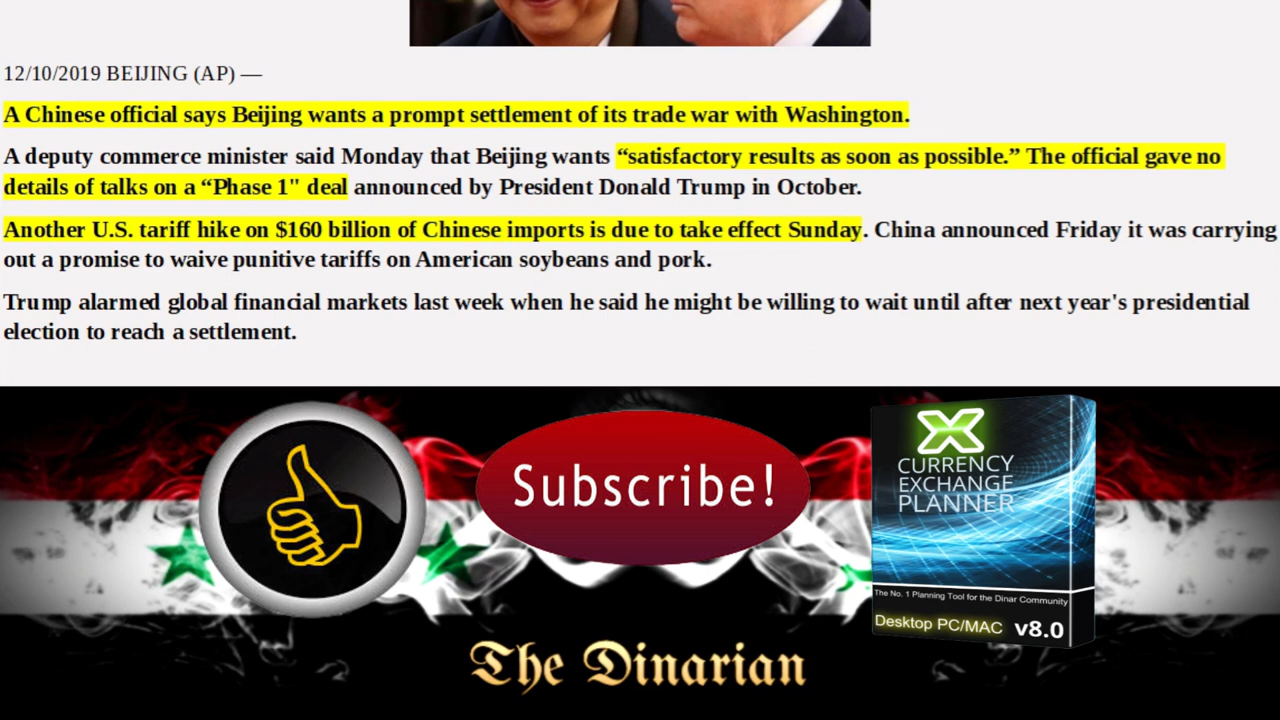 12/10/2019 BEIJING (AP) —
A Chinese official says Beijing wants a prompt settlement of its trade war with Washington.
A deputy commerce minister said Monday that Beijing wants “satisfactory results as soon as possible.” The official gave no
details of talks on a “Phase 1" deal announced by President Donald Trump in October.
Another U.S. tariff hike on $160 billion of Chinese imports is due to take effect Sunday. China announced Friday it was carrying
out a promise to waive punitive tariffs on American soybeans and pork.
Trump alarmed global financial markets last week when he said he might be willing to wait until after next year's presidential
election to reach a settlement.
Subscribe!
X
CURRENCY
EXCHANGE
PLANNER
The No. 1 Planning Tool for the Dinar Community
Desktop PC/MAC v8.0
The Dinarian